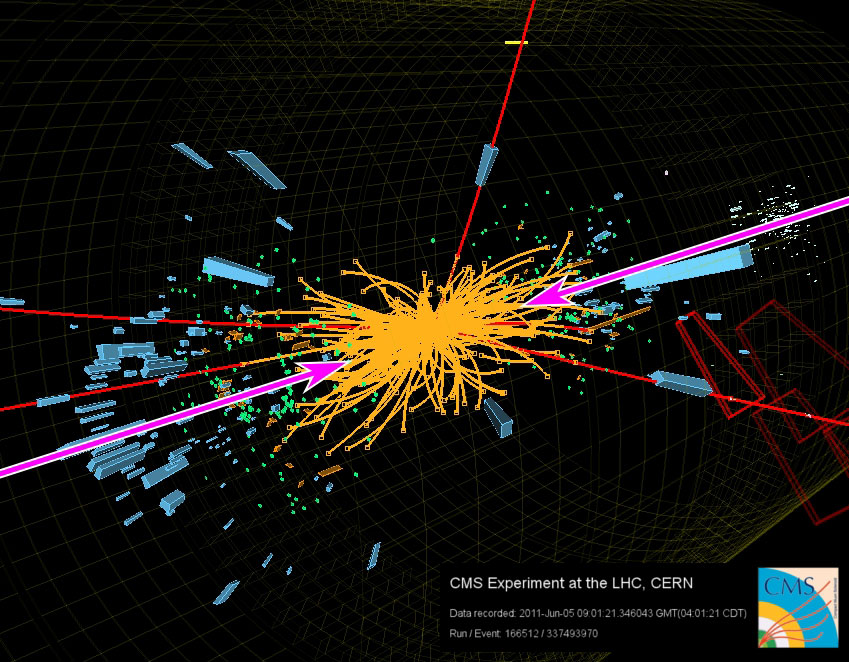 CMS Experiment at the LHC, CERN
Data recorded: 2011-Jun-05 09:01:21.346043 GMT(04:01:21 CDT)
Run / Event: 166512 / 337493970
CMS